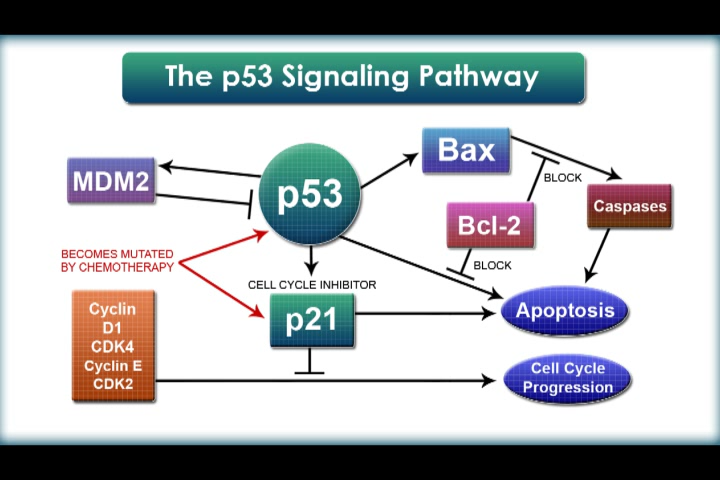 The p53 Signaling Pathway
MDM2
p53
Bax
BLOCK
Caspases
Bcl-2
BLOCK
BECOMES MUTATED
BY CHEMOTHERAPY
CELL CYCLE INHIBITOR
p21
Apoptosis
Cyclin
D1
CDK4
Cyclin E
CDK2
Cell Cycle
Progression